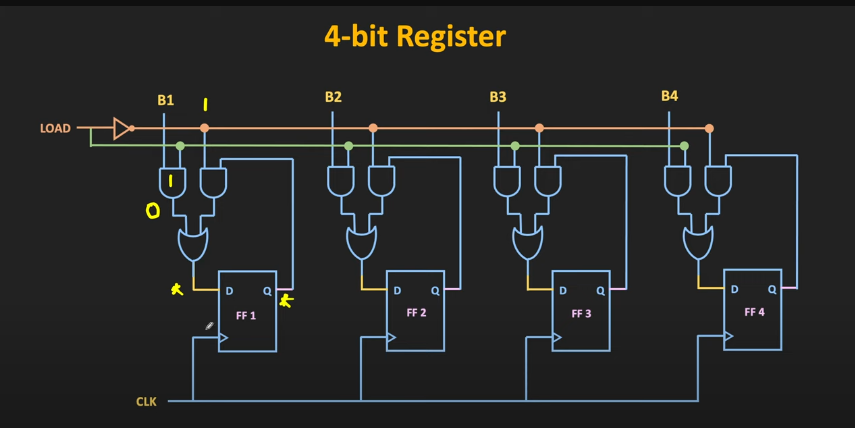 4-bit Register
B1 1 B2 B3 B4
LOAD
1
0
D Q D Q D Q D Q
FF 1 FF 2 FF 3 FF 4
CLK